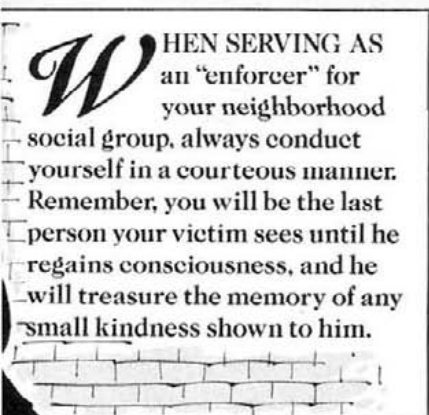 WHEN SERVING AS
an “enforcer” for
your neighborhood
social group, always conduct
yourself in a courteous manner.
Remember, you will be the last
person your victim sees until he
regains consciousness, and he
will treasure the memory of any
small kindness shown to him.